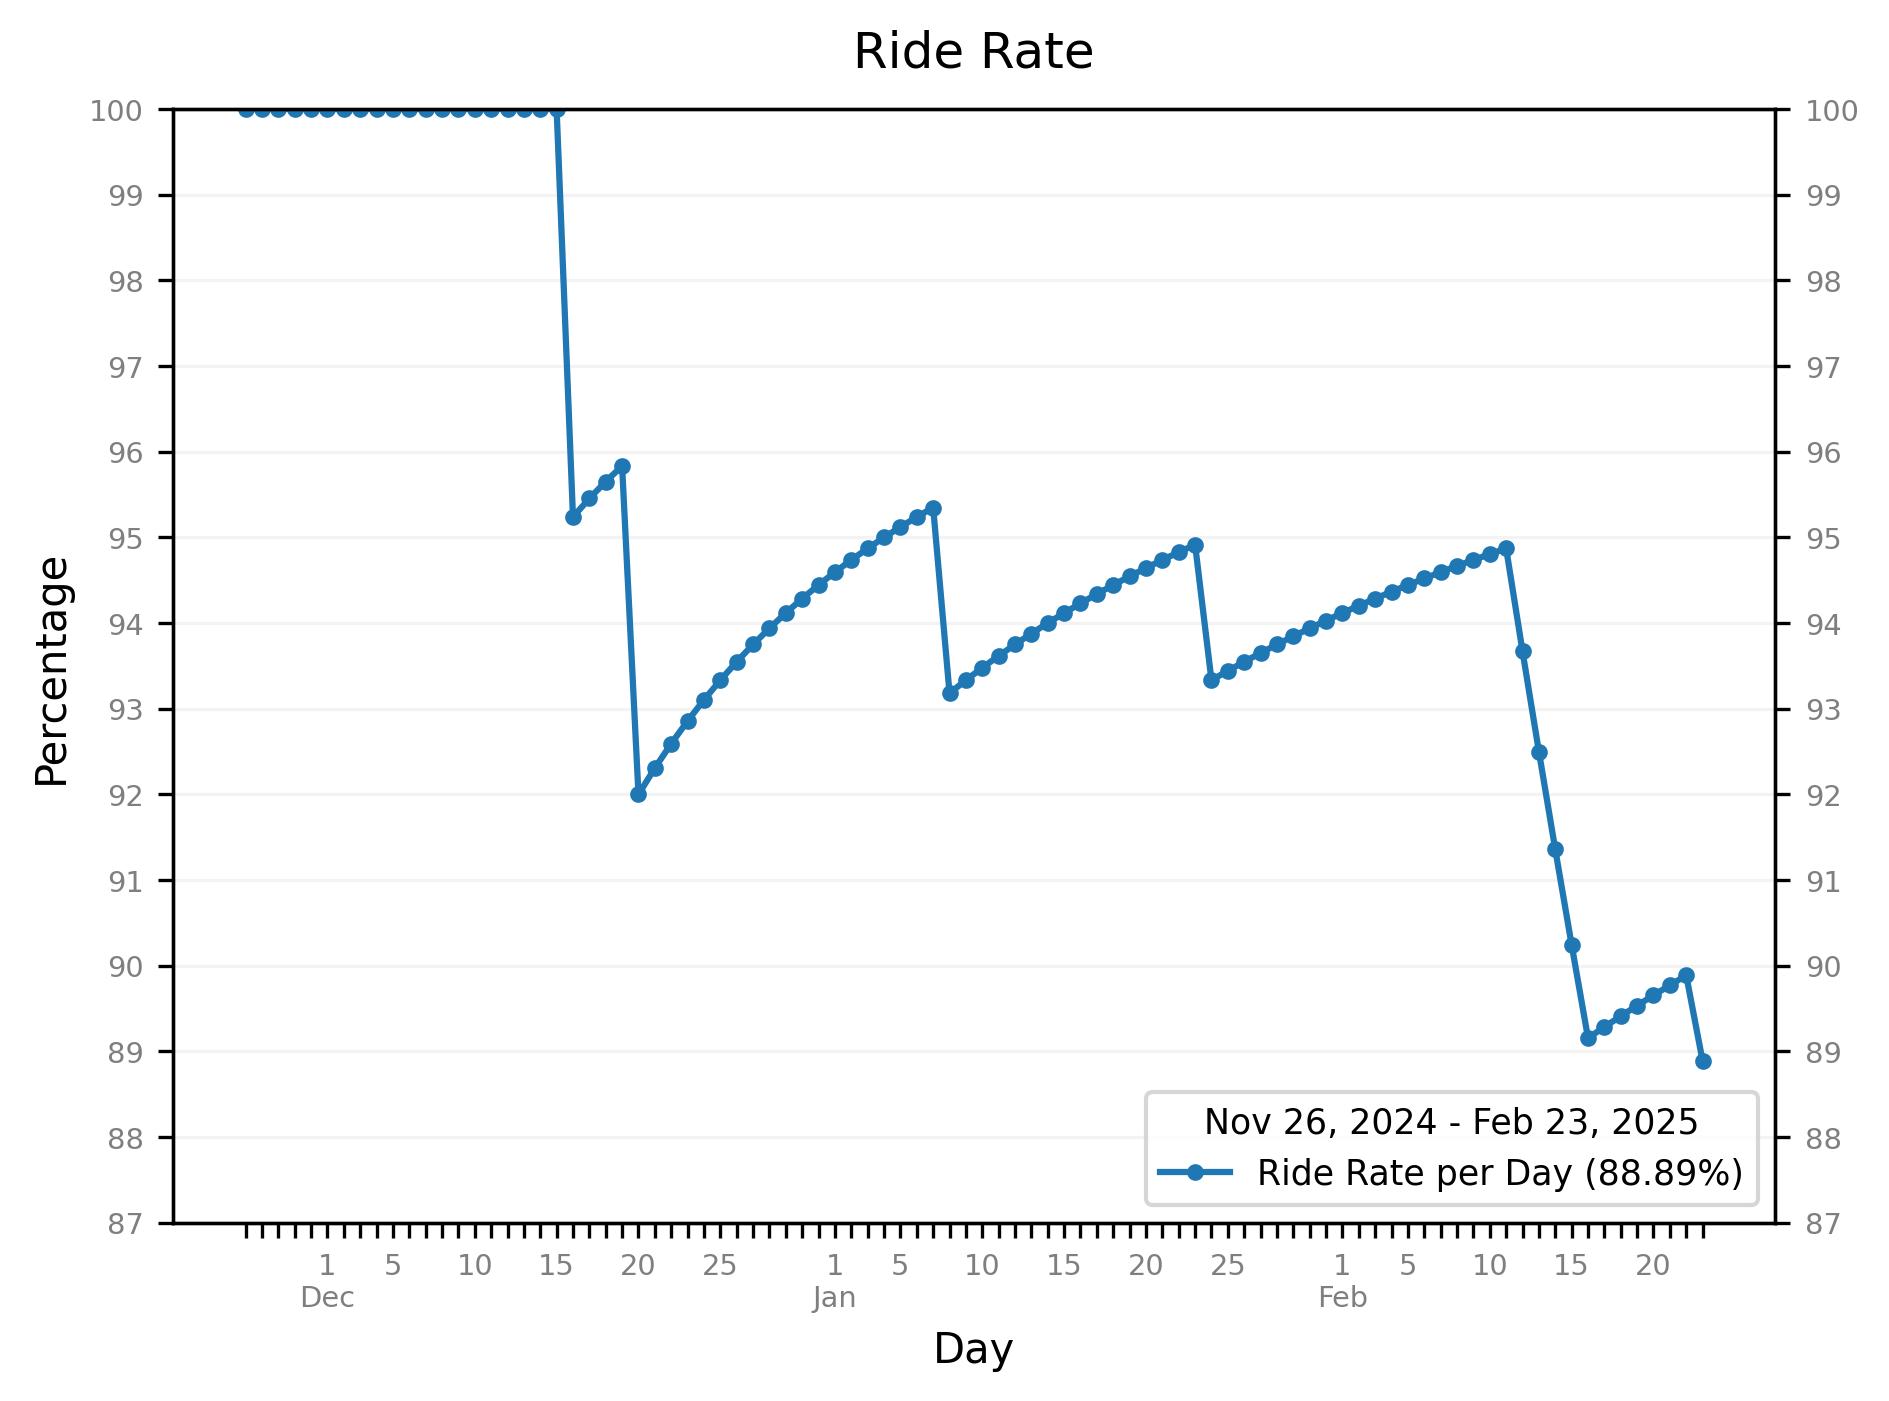 Ride Rate
100 100
99 99
98 98
97 97
96 96
95 95
94 94
93 93
92 92
91 91
90 90
89 89
88 88
87 87
Percentage
Nov 26, 2024 - Feb 23, 2025
Ride Rate per Day (88.89%)
1 5 10 15 20 25 1 5 10 15 20 25 1 5 10 15 20
Dec Jan Feb
Day